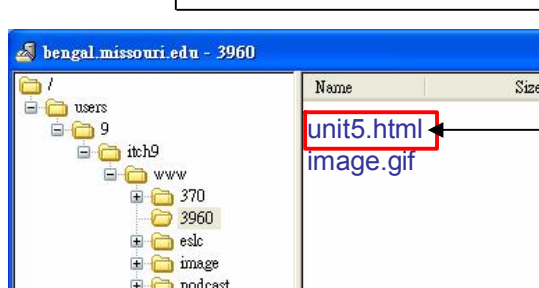 bengal.missouri.edu - 3960
/
users
9
itch9
www
370
3960
eslc
image
podcast
Name Size
unit5.html
image.gif